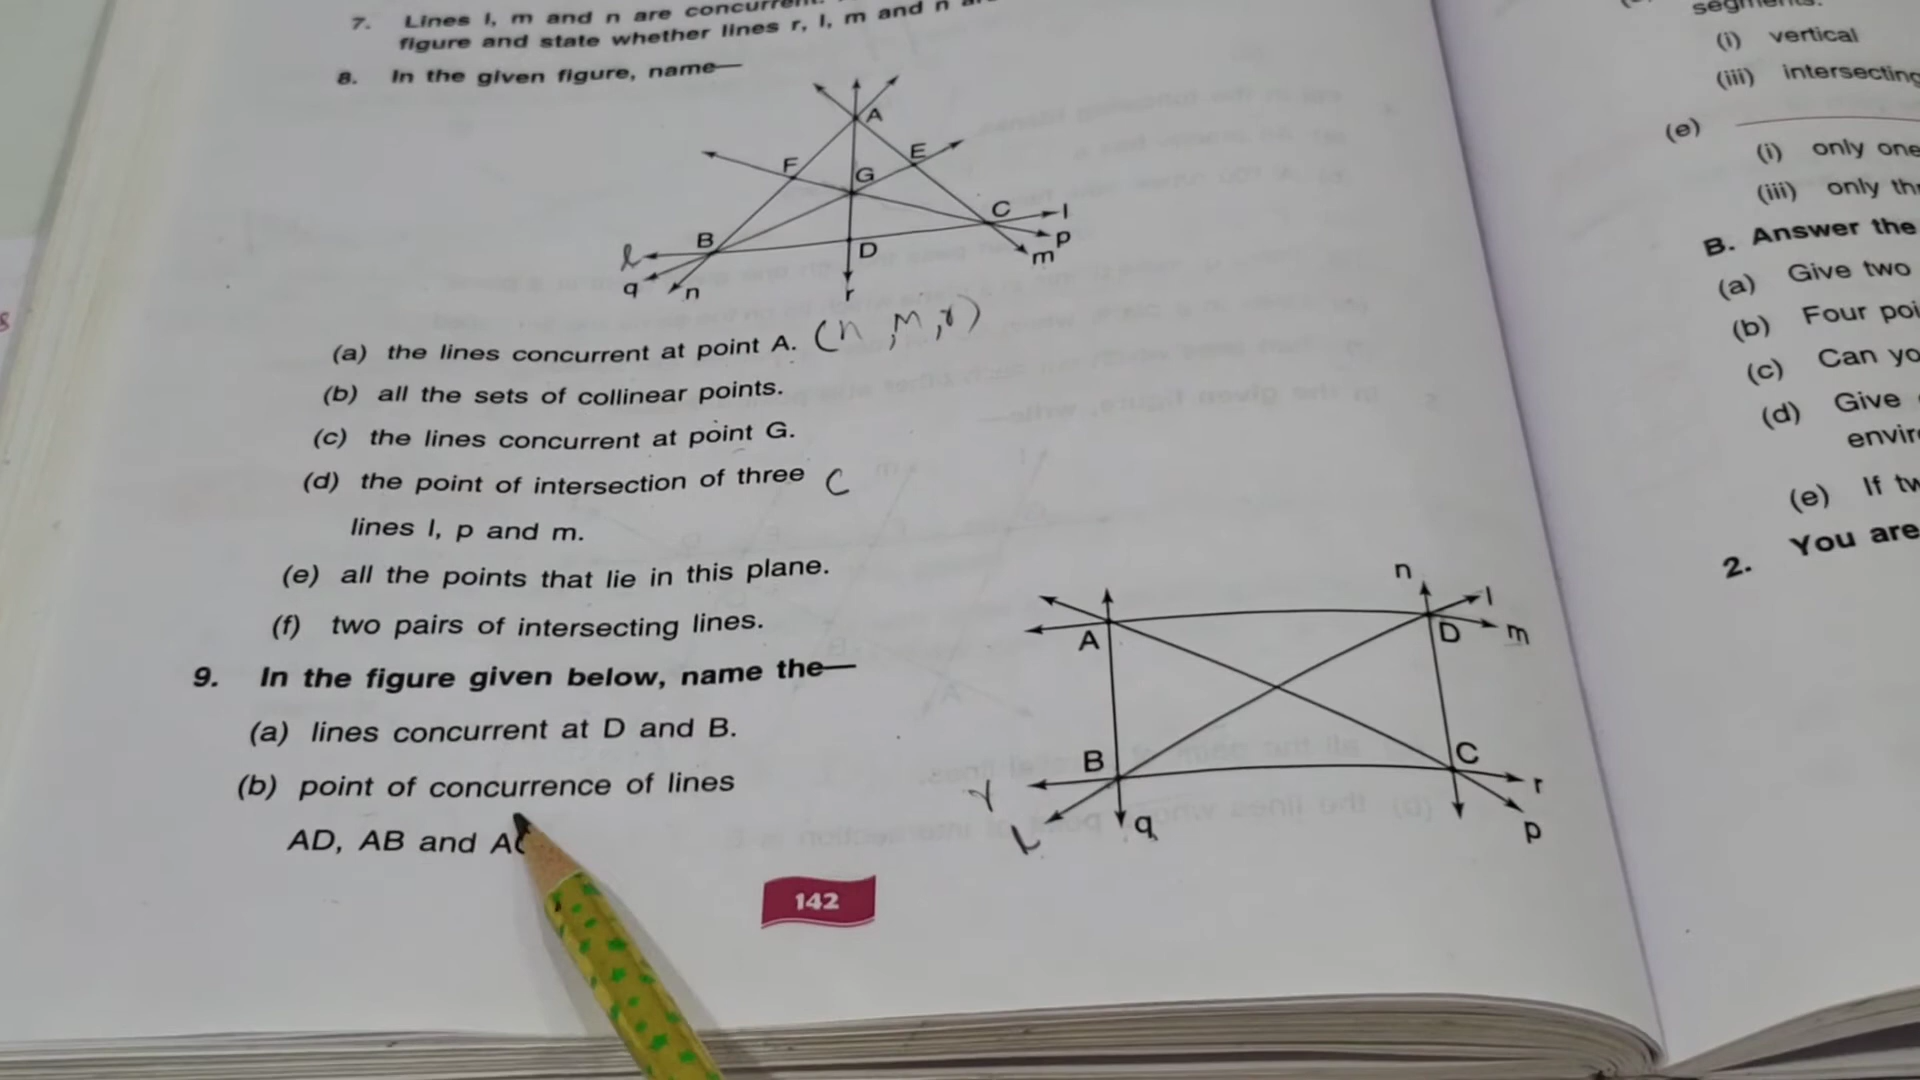 7. Lines l, m and n are
figure and state whether lines r, l, m and n
8. In the given figure, name—
A
F
E
G
C
l
B
D
p
l
m
q
n
r
(a) the lines concurrent at point A. (n, m, r)
(b) all the sets of collinear points.
(c) the lines concurrent at point G.
(d) the point of intersection of three C
lines l, p and m.
(e) all the points that lie in this plane.
(f) two pairs of intersecting lines.
9. In the figure given below, name the—
(a) lines concurrent at D and B.
(b) point of concurrence of lines
AD, AB and
n
l
A
D
m
B
C
r
r
L
q
p
142
(i) vertical
(iii) intersecting
(e)
(i) only one
(iii) only
B. Answer the
(a) Give two
(b) Four
(c) Can
(d) Give
(e) If
2. You are